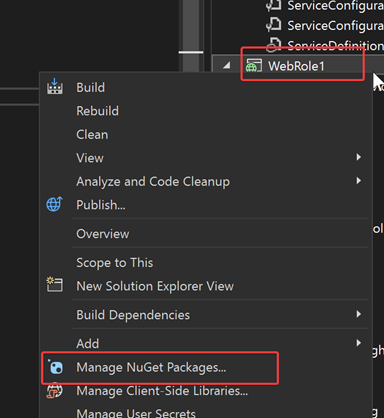 ServiceConfigura
ServiceConfigura
ServiceDefinition
WebRole1
Build
Rebuild
Clean
View
Analyze and Code Cleanup
Publish...
Overview
Scope to This
New Solution Explorer View
Build Dependencies
Add
Manage NuGet Packages...
Manage Client-Side Libraries...
Manage User Secrets